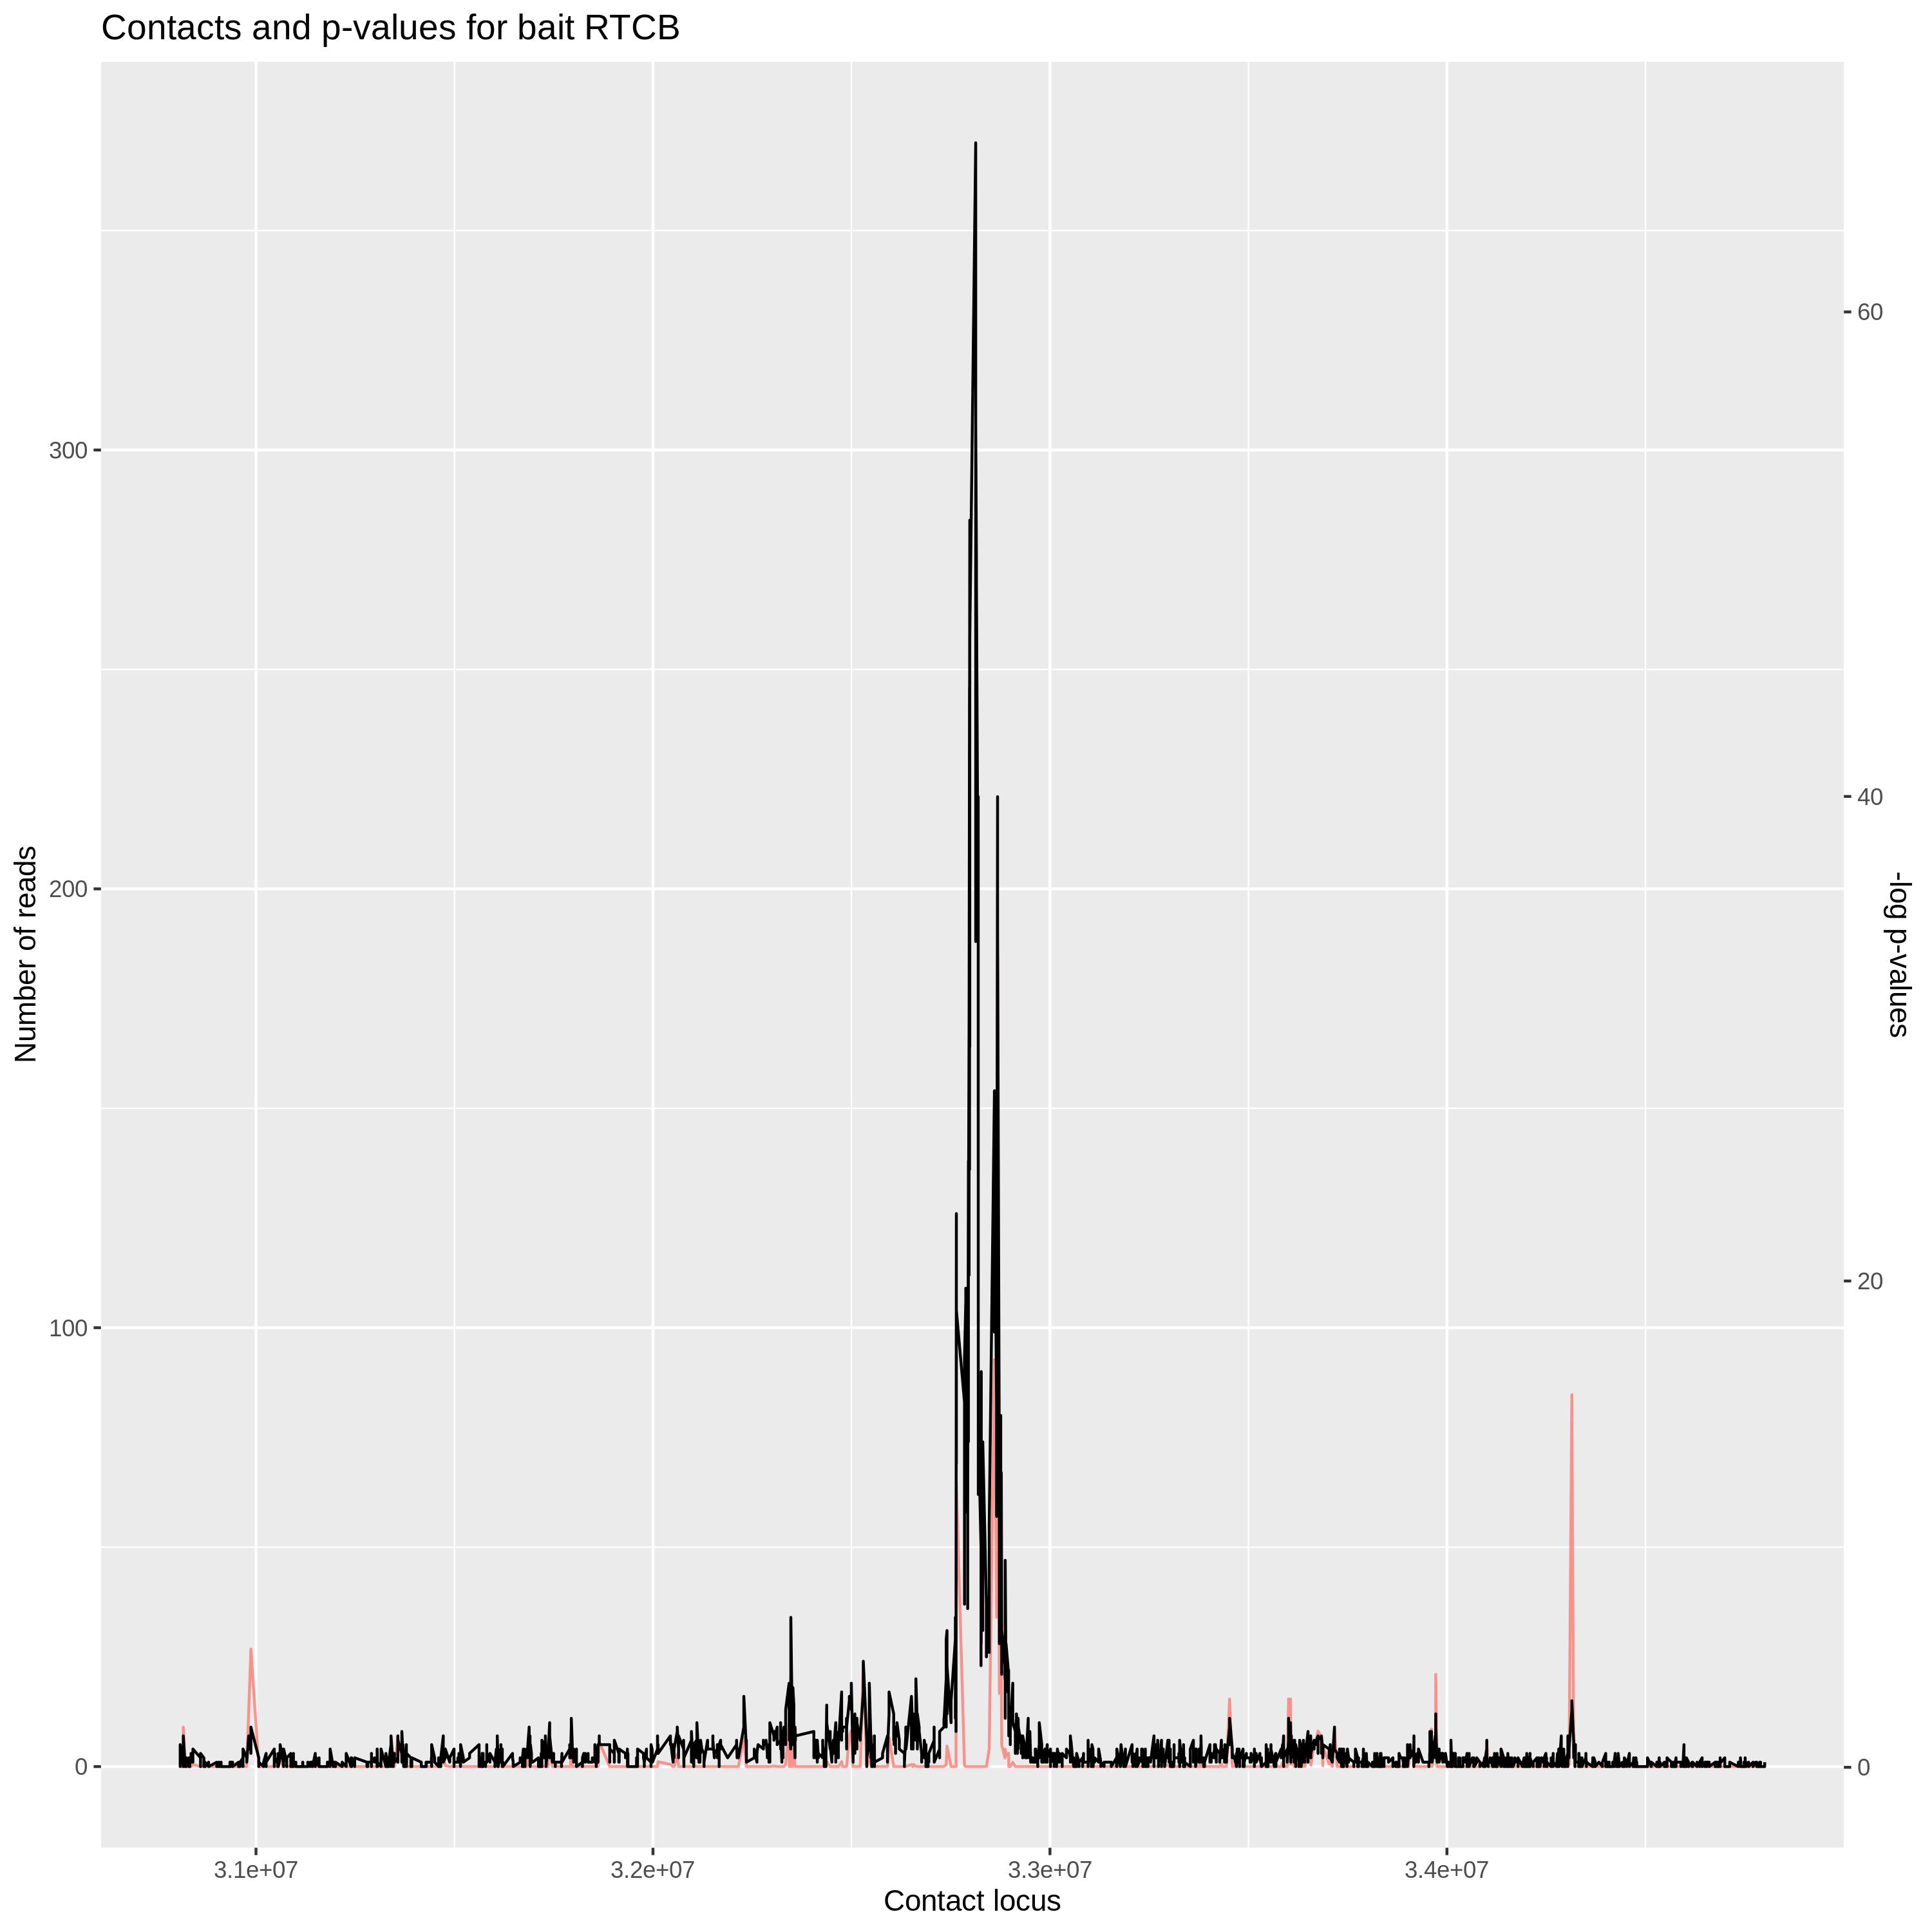 Contacts and p-values for bait RTCB
Number of reads
300
200
100
0
60
40
20
0
-log p-values
3.1e+07
3.2e+07
3.3e+07
3.4e+07
Contact locus